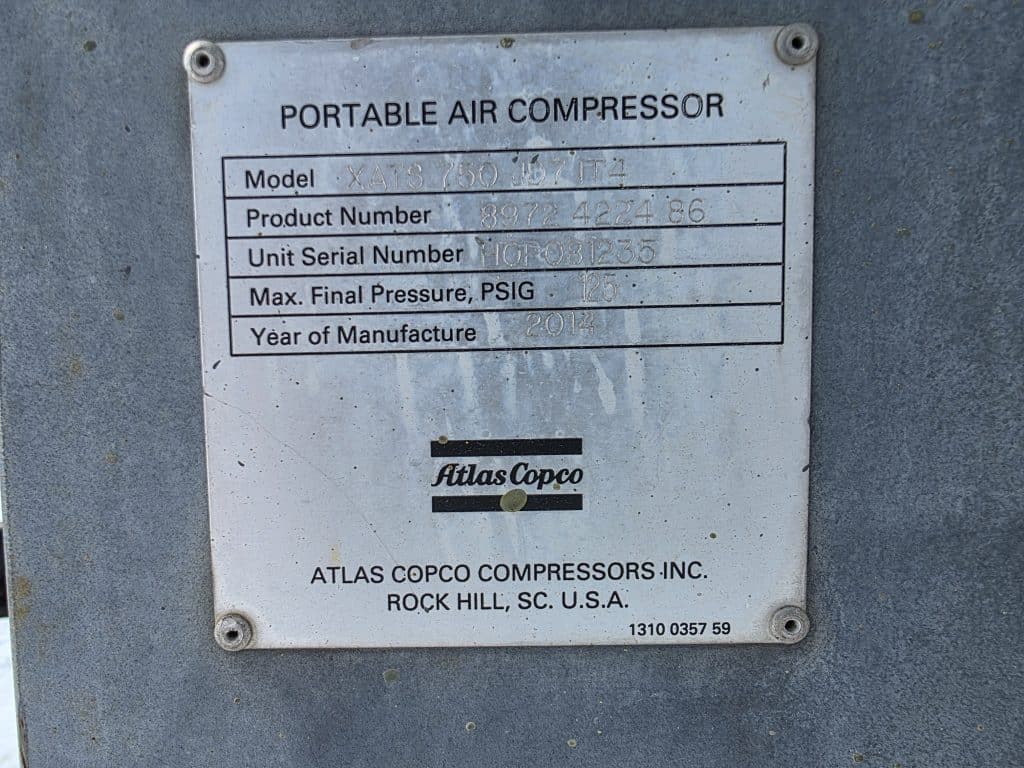 PORTABLE AIR COMPRESSOR
Model XATS 750 JD7 IT4
Product Number 8972 4224 86
Unit Serial Number HOP081235
Max. Final Pressure, PSIG 125
Year of Manufacture 2014
Atlas Copco
ATLAS COPCO COMPRESSORS INC.
ROCK HILL, SC. U.S.A.
1310 0357 59